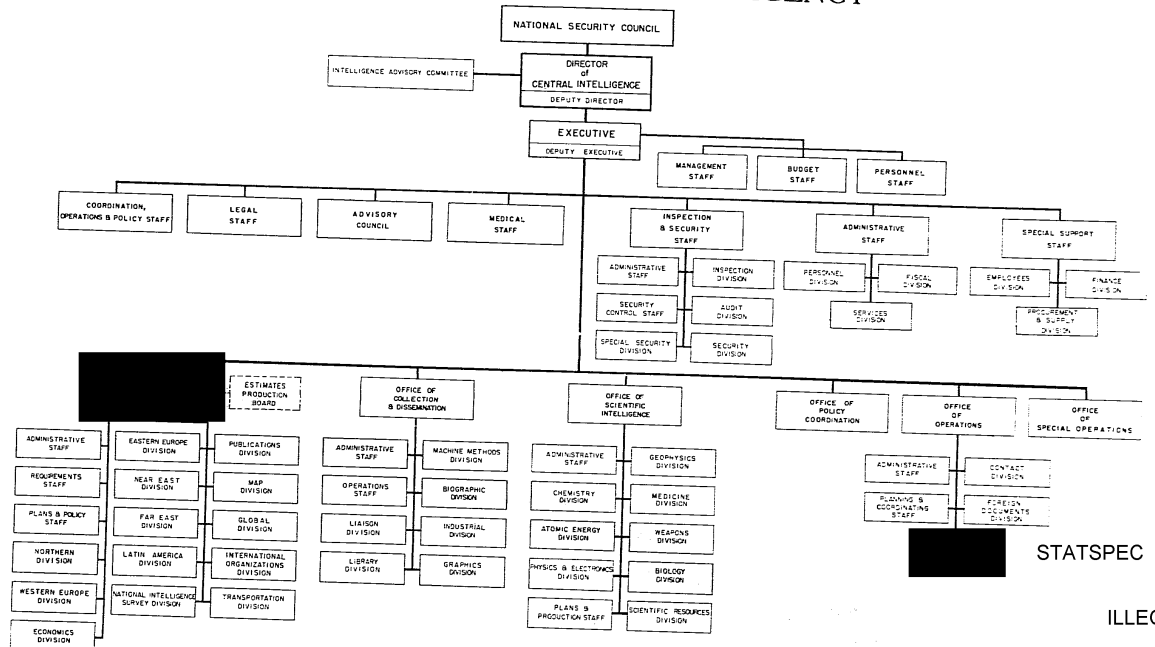 NATIONAL SECURITY COUNCIL
INTELLIGENCE ADVISORY COMMITTEE
DIRECTOR
of
CENTRAL INTELLIGENCE
DEPUTY DIRECTOR
EXECUTIVE
DEPUTY EXECUTIVE
MANAGEMENT
STAFF
BUDGET
STAFF
PERSONNEL
STAFF
COORDINATION,
OPERATIONS & POLICY STAFF
LEGAL
STAFF
ADVISORY
COUNCIL
MEDICAL
STAFF
INSPECTION
& SECURITY
STAFF
ADMINISTRATIVE
STAFF
SPECIAL SUPPORT
STAFF
ADMINISTRATIVE
STAFF
INSPECTION
DIVISION
SECURITY
CONTROL STAFF
AUDIT
DIVISION
SPECIAL SECURITY
DIVISION
SECURITY
DIVISION
PERSONNEL
DIVISION
FISCAL
DIVISION
SERVICES
DIVISION
EMPLOYEES
DIVISION
FINANCE
DIVISION
PROCUREMENT
& SUPPLY
DIVISION
ESTIMATES
PRODUCTION
BOARD
OFFICE OF
COLLECTION
& DISSEMINATION
OFFICE OF
SCIENTIFIC
INTELLIGENCE
OFFICE OF
POLICY
COORDINATION
OFFICE
OF
OPERATIONS
OFFICE
OF
SPECIAL OPERATIONS
ADMINISTRATIVE
STAFF
REQUIREMENTS
STAFF
PLANS & POLICY
STAFF
NORTHERN
DIVISION
WESTERN EUROPE
DIVISION
ECONOMICS
DIVISION
EASTERN EUROPE
DIVISION
NEAR EAST
DIVISION
FAR EAST
DIVISION
LATIN AMERICA
DIVISION
NATIONAL INTELLIGENCE
SURVEY DIVISION
PUBLICATIONS
DIVISION
MAP
DIVISION
GLOBAL
DIVISION
INTERNATIONAL
ORGANIZATIONS
DIVISION
TRANSPORTATION
DIVISION
ADMINISTRATIVE
STAFF
OPERATIONS
STAFF
LIAISON
DIVISION
LIBRARY
DIVISION
MACHINE METHODS
DIVISION
BIOGRAPHIC
DIVISION
INDUSTRIAL
DIVISION
GRAPHICS
DIVISION
ADMINISTRATIVE
STAFF
CHEMISTRY
DIVISION
ATOMIC ENERGY
DIVISION
PHYSICS & ELECTRONICS
DIVISION
PLANS &
PRODUCTION STAFF
GEOPHYSICS
DIVISION
MEDICINE
DIVISION
WEAPONS
DIVISION
BIOLOGY
DIVISION
SCIENTIFIC RESOURCES
DIVISION
ADMINISTRATIVE
STAFF
PLANNING &
COORDINATING
STAFF
CONTACT
DIVISION
FOREIGN
DOCUMENTS
DIVISION
STATSPEC